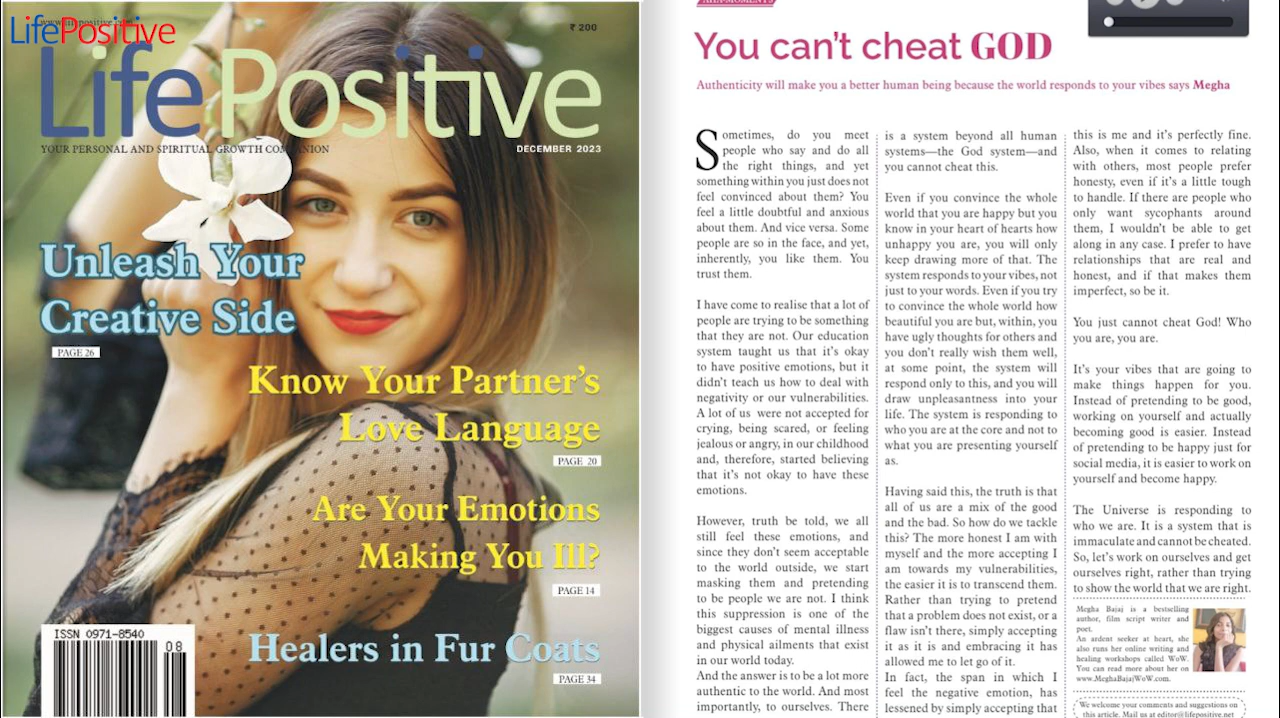 www.lifepositive.com
LifePositive
₹ 200
LifePositive
YOUR PERSONAL AND SPIRITUAL GROWTH COMPANION
DECEMBER 2023
Unleash Your
Creative Side
PAGE 26
Know Your Partner's
Love Language
PAGE 20
Are Your Emotions
Making You Ill?
PAGE 14
Healers in Fur Coats
PAGE 34
ISSN 0971-8540
08
AHA-MOMENTS
You can't cheat GOD
Authenticity will make you a better human being because the world responds to your vibes says Megha
Sometimes, do you meet
people who say and do all
the right things, and yet
something within you just does not
feel convinced about them? You
feel a little doubtful and anxious
about them. And vice versa. Some
people are so in the face, and yet,
inherently, you like them. You
trust them.
I have come to realise that a lot of
people are trying to be something
that they are not. Our education
system taught us that it's okay
to have positive emotions, but it
didn't teach us how to deal with
negativity or our vulnerabilities.
A lot of us were not accepted for
crying, being scared, or feeling
jealous or angry, in our childhood
and, therefore, started believing
that it's not okay to have these
emotions.
However, truth be told, we all
still feel these emotions, and
since they don't seem acceptable
to the world outside, we start
masking them and pretending
to be people we are not. I think
this suppression is one of the
biggest causes of mental illness
and physical ailments that exist
in our world today.
And the answer is to be a lot more
authentic to the world. And most
importantly, to ourselves. There
is a system beyond all human
systems—the God system—and
you cannot cheat this.
Even if you convince the whole
world that you are happy but you
know in your heart of hearts how
unhappy you are, you will only
keep drawing more of that. The
system responds to your vibes, not
just to your words. Even if you try
to convince the whole world how
beautiful you are but, within, you
have ugly thoughts for others and
you don't really wish them well,
at some point, the system will
respond only to this, and you will
draw unpleasantness into your
life. The system is responding to
who you are at the core and not to
what you are presenting yourself
as.
Having said this, the truth is that
all of us are a mix of the good
and the bad. So how do we tackle
this? The more honest I am with
myself and the more accepting I
am towards my vulnerabilities,
the easier it is to transcend them.
Rather than trying to pretend
that a problem does not exist, or a
flaw isn't there, simply accepting
it as it is and embracing it has
allowed me to let go of it.
In fact, the span in which I
feel the negative emotion, has
lessened by simply accepting that
this is me and it's perfectly fine.
Also, when it comes to relating
with others, most people prefer
honesty, even if it's a little tough
to handle. If there are people who
only want sycophants around
them, I wouldn't be able to get
along in any case. I prefer to have
relationships that are real and
honest, and if that makes them
imperfect, so be it.
You just cannot cheat God! Who
you are, you are.
It's your vibes that are going to
make things happen for you.
Instead of pretending to be good,
working on yourself and actually
becoming good is easier. Instead
of pretending to be happy just for
social media, it is easier to work on
yourself and become happy.
The Universe is responding to
who we are. It is a system that is
immaculate and cannot be cheated.
So, let's work on ourselves and get
ourselves right, rather than trying
to show the world that we are right.
Megha Bajaj is a bestselling
author, film script writer and
poet.
An ardent seeker at heart, she
also runs her online writing and
healing workshops called WoW.
You can read more about her on
www.MeghaBajajWoW.com.
We welcome your comments and suggestions on
this article. Mail us at editor@lifepositive.net